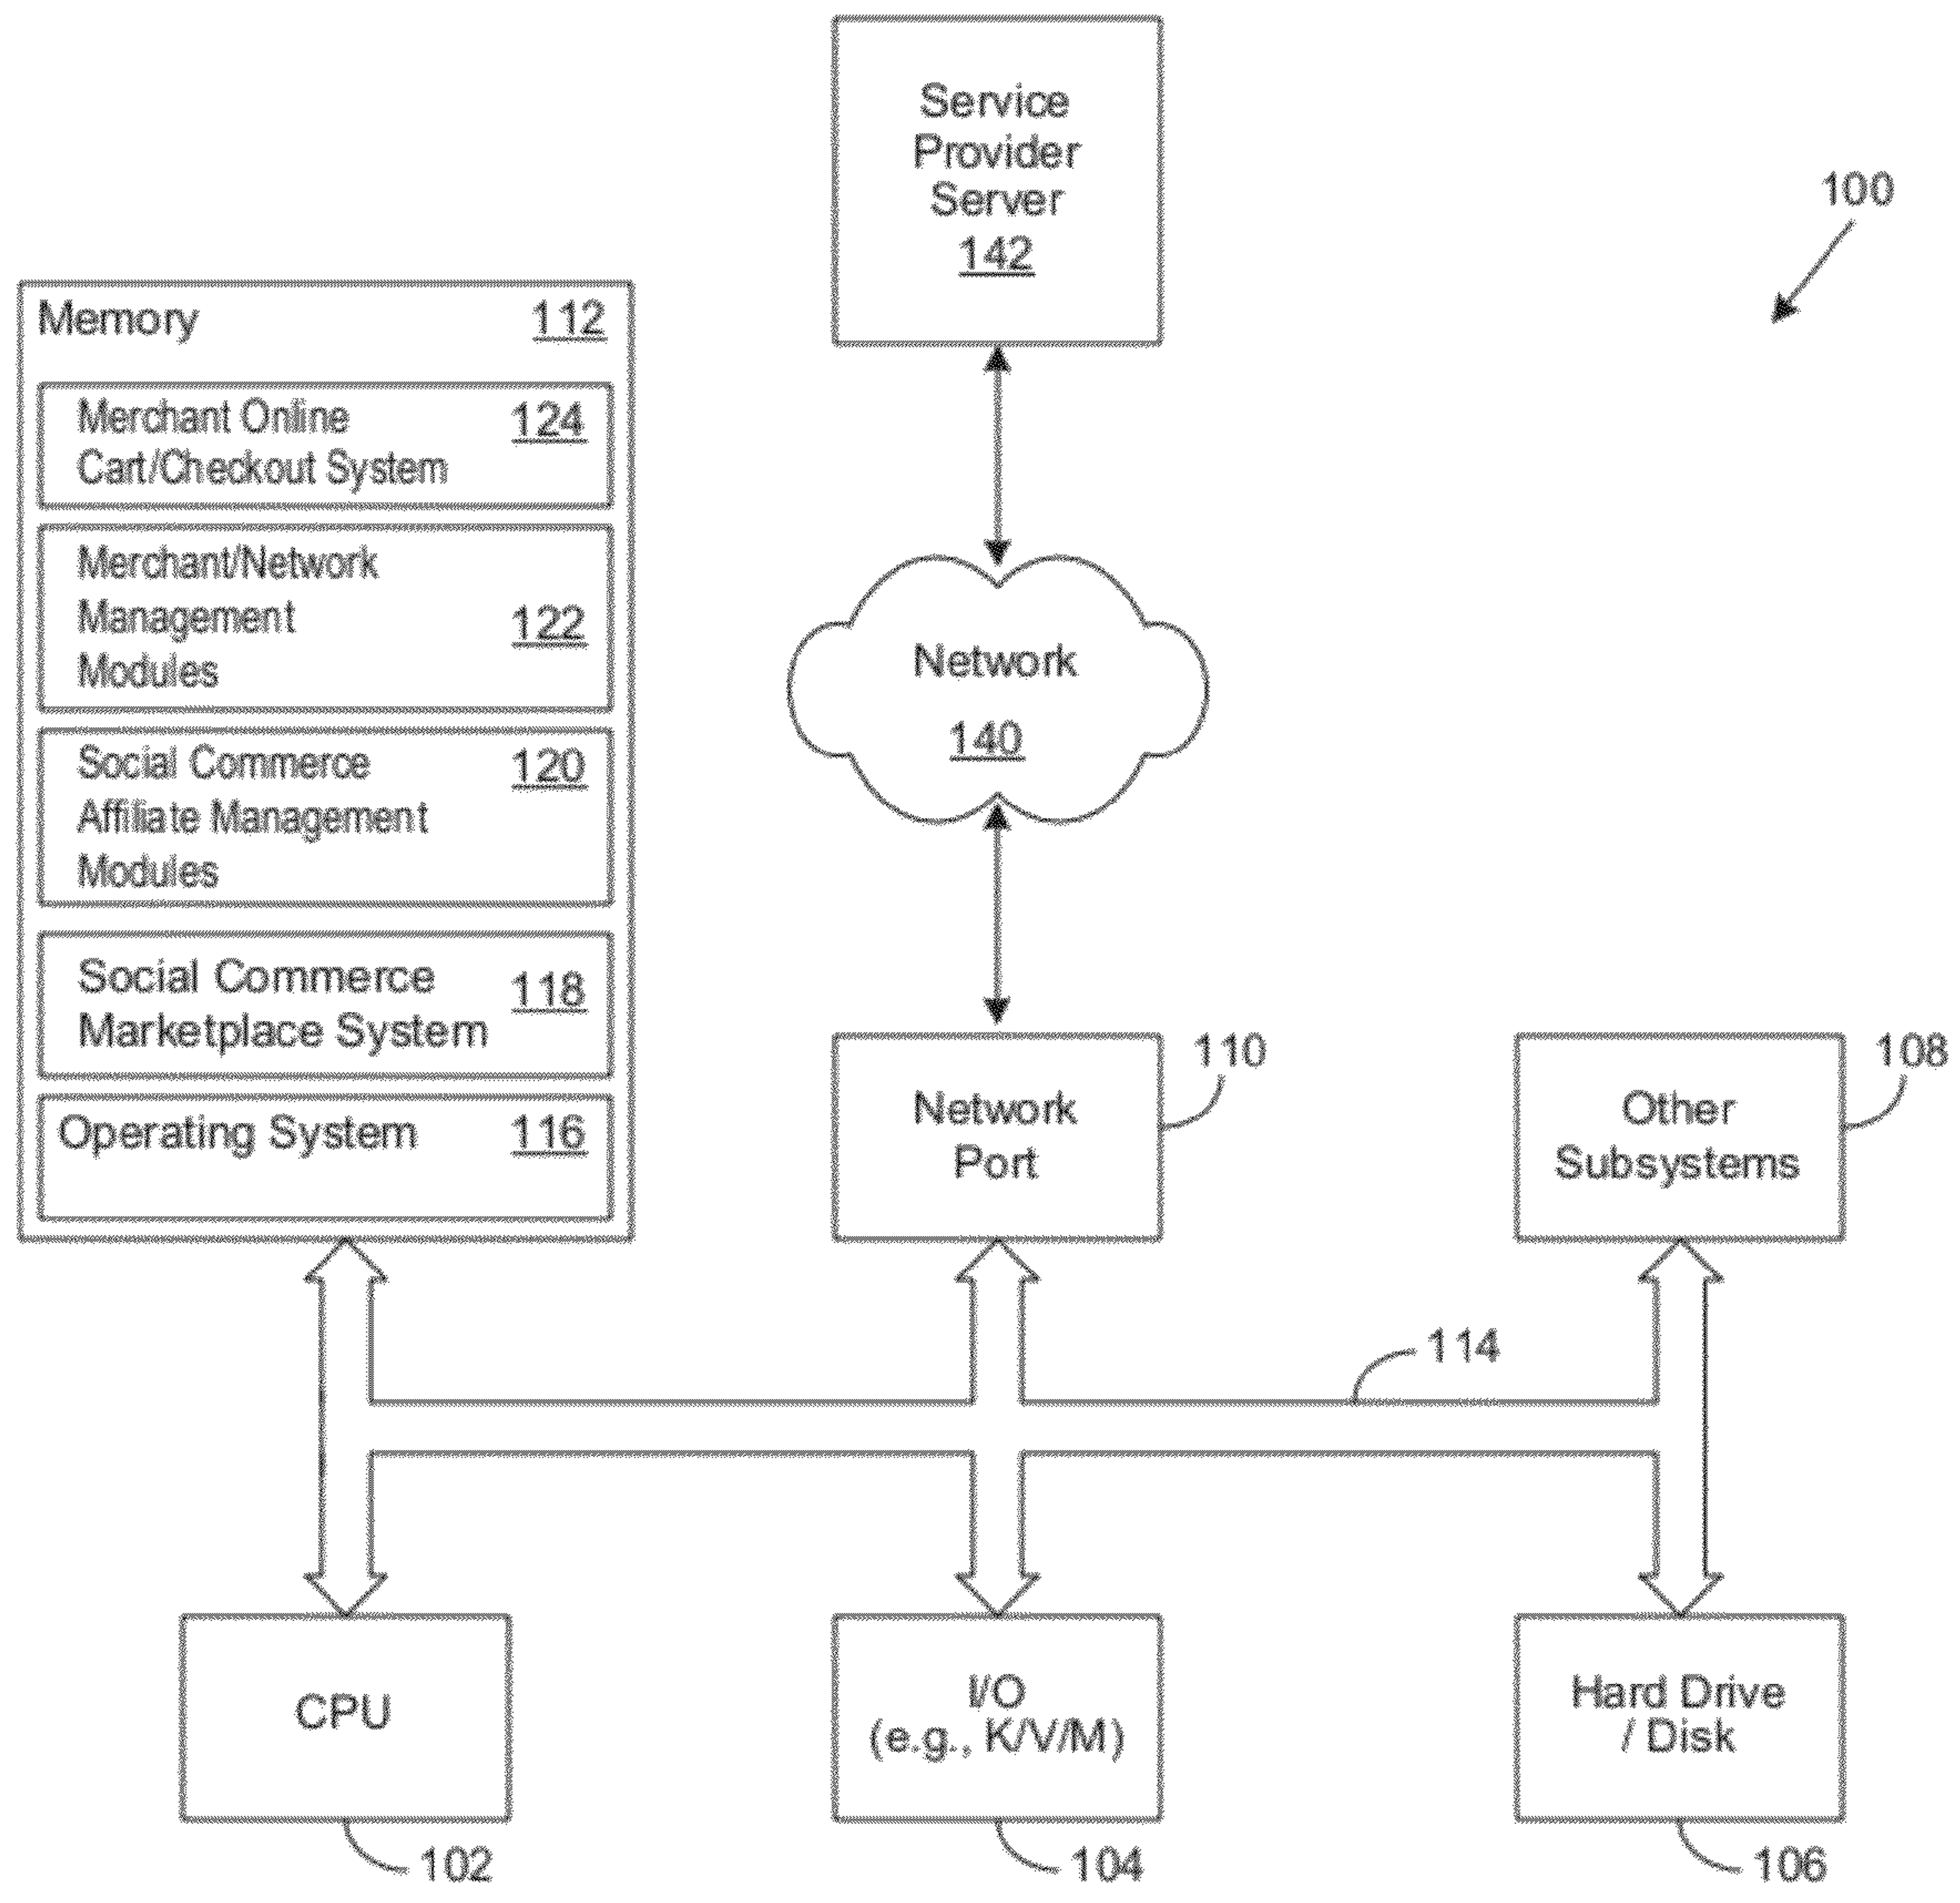 Service
Provider
Server
142
100
Memory 112
Merchant Online 124
Cart/Checkout System
Merchant/Network
Management 122
Modules
Social Commerce 120
Affiliate Management
Modules
Social Commerce 118
Marketplace System
Operating System 116
Network
140
Network
Port
110
Other
Subsystems
108
114
CPU
102
I/O
(e.g., K/V/M)
104
Hard Drive
/ Disk
106